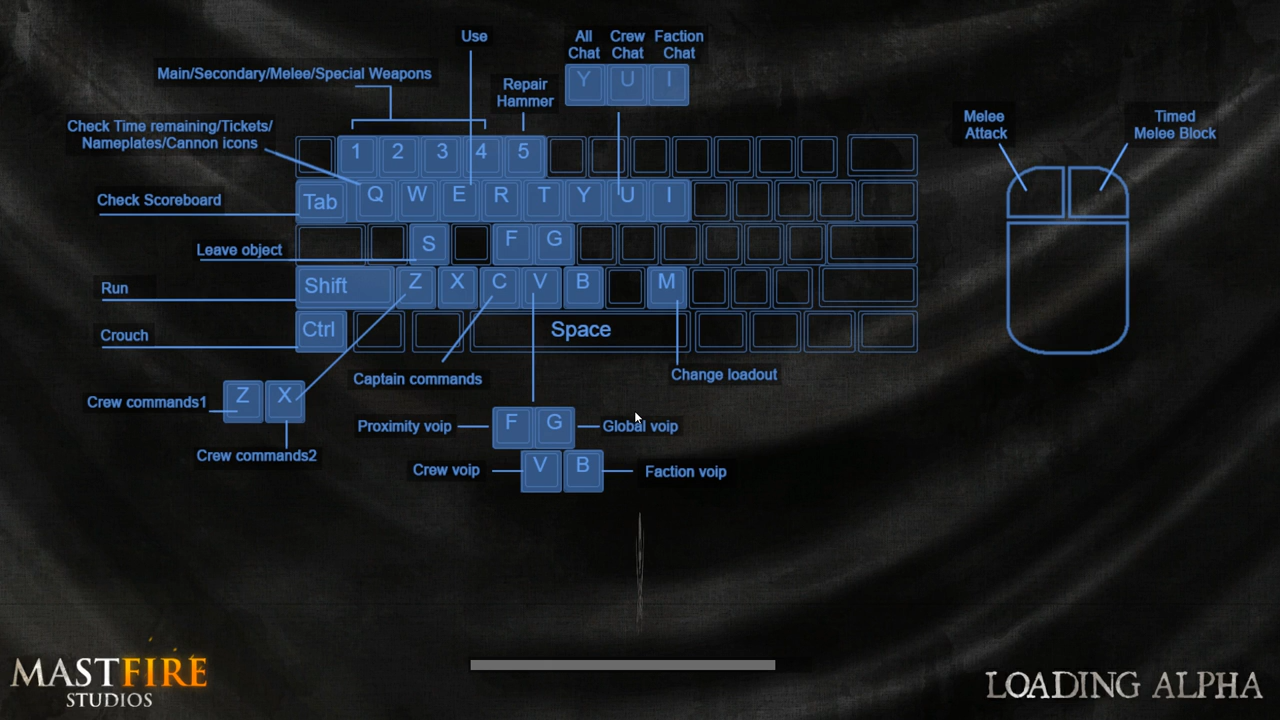 Use
All
Chat
Crew
Chat
Faction
Chat
Y U I
Main/Secondary/Melee/Special Weapons
Repair
Hammer
Melee
Attack
Timed
Melee Block
Check Time remaining/Tickets/
Nameplates/Cannon icons
1 2 3 4 5
Tab Q W E R T Y U I
Check Scoreboard
S F G
Leave object
Shift Z X C V B M
Run
Ctrl Space
Crouch
Captain commands
Change loadout
Z X
Crew commands1
Crew commands2
Proximity voip
F G
Global voip
Crew voip
V B
Faction voip
MASTFIRE
STUDIOS
LOADING ALPHA